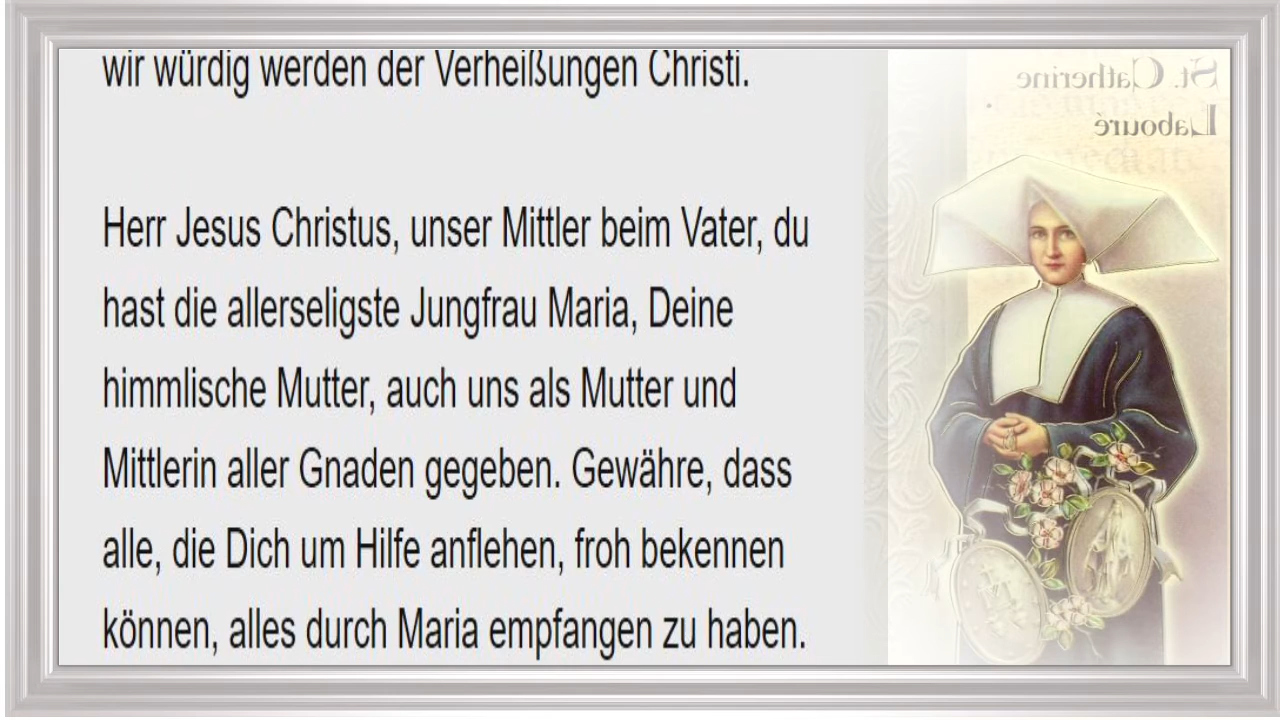 wir würdig werden der Verheißungen Christi.
Herr Jesus Christus, unser Mittler beim Vater, du
hast die allerseligste Jungfrau Maria, Deine
himmlische Mutter, auch uns als Mutter und
Mittlerin aller Gnaden gegeben. Gewähre, dass
alle, die Dich um Hilfe anflehen, froh bekennen
können, alles durch Maria empfangen zu haben.
St. Catherine
Labouré